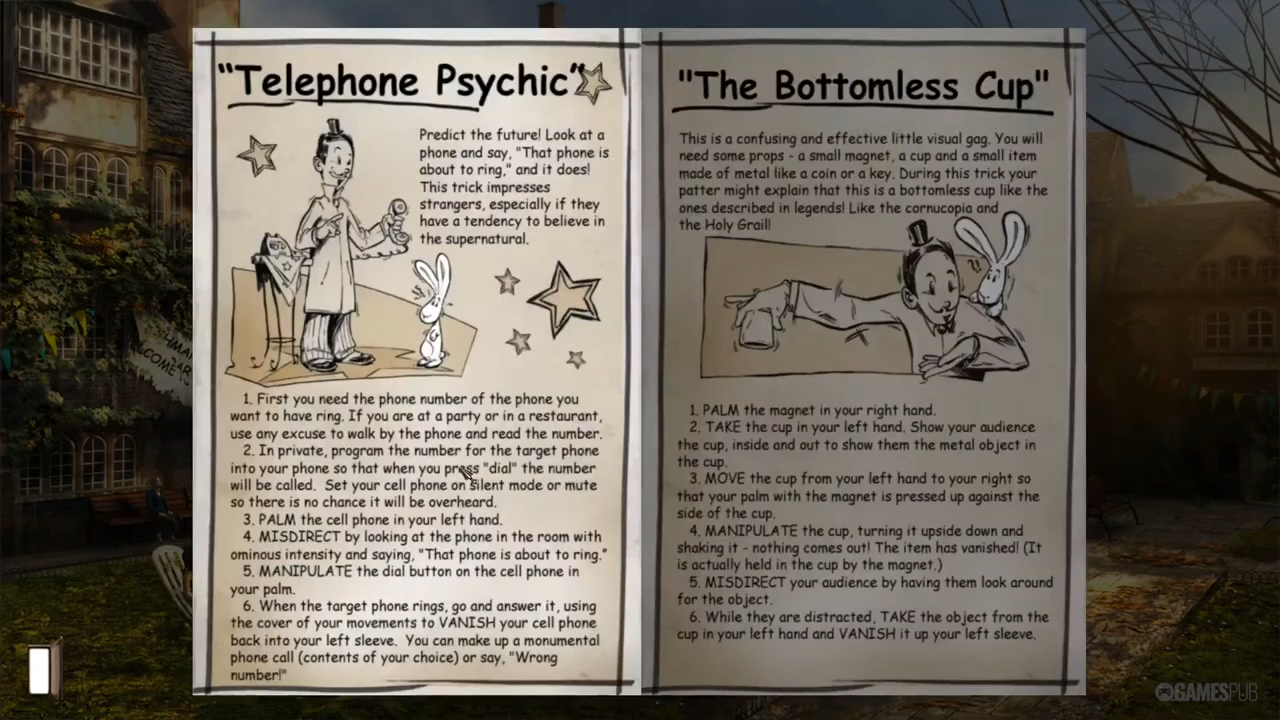 "Telephone Psychic"
Predict the future! Look at a
phone and say, "That phone is
about to ring," and it does!
This trick impresses
strangers, especially if they
have a tendency to believe in
the supernatural.
1. First you need the phone number of the phone you
want to have ring. If you are at a party or in a restaurant,
use any excuse to walk by the phone and read the number.
2. In private, program the number for the target phone
into your phone so that when you press "dial" the number
will be called. Set your cell phone on silent mode or mute
so there is no chance it will be overheard.
3. PALM the cell phone in your left hand.
4. MISDIRECT by looking at the phone in the room with
ominous intensity and saying, "That phone is about to ring."
5. MANIPULATE the dial button on the cell phone in
your palm.
6. When the target phone rings, go and answer it, using
the cover of your movements to VANISH your cell phone
back into your left sleeve. You can make up a monumental
phone call (contents of your choice) or say, "Wrong
number!"
"The Bottomless Cup"
This is a confusing and effective little visual gag. You will
need some props - a small magnet, a cup and a small item
made of metal like a coin or a key. During this trick your
patter might explain that this is a bottomless cup like the
ones described in legends! Like the cornucopia and
the Holy Grail!
1. PALM the magnet in your right hand.
2. TAKE the cup in your left hand. Show your audience
the cup, inside and out to show them the metal object in
the cup.
3. MOVE the cup from your left hand to your right so
that your palm with the magnet is pressed up against the
side of the cup.
4. MANIPULATE the cup, turning it upside down and
shaking it - nothing comes out! The item has vanished! (It
is actually held in the cup by the magnet.)
5. MISDIRECT your audience by having them look around
for the object.
6. While they are distracted, TAKE the object from the
cup in your left hand and VANISH it up your left sleeve.
GAMESPUB